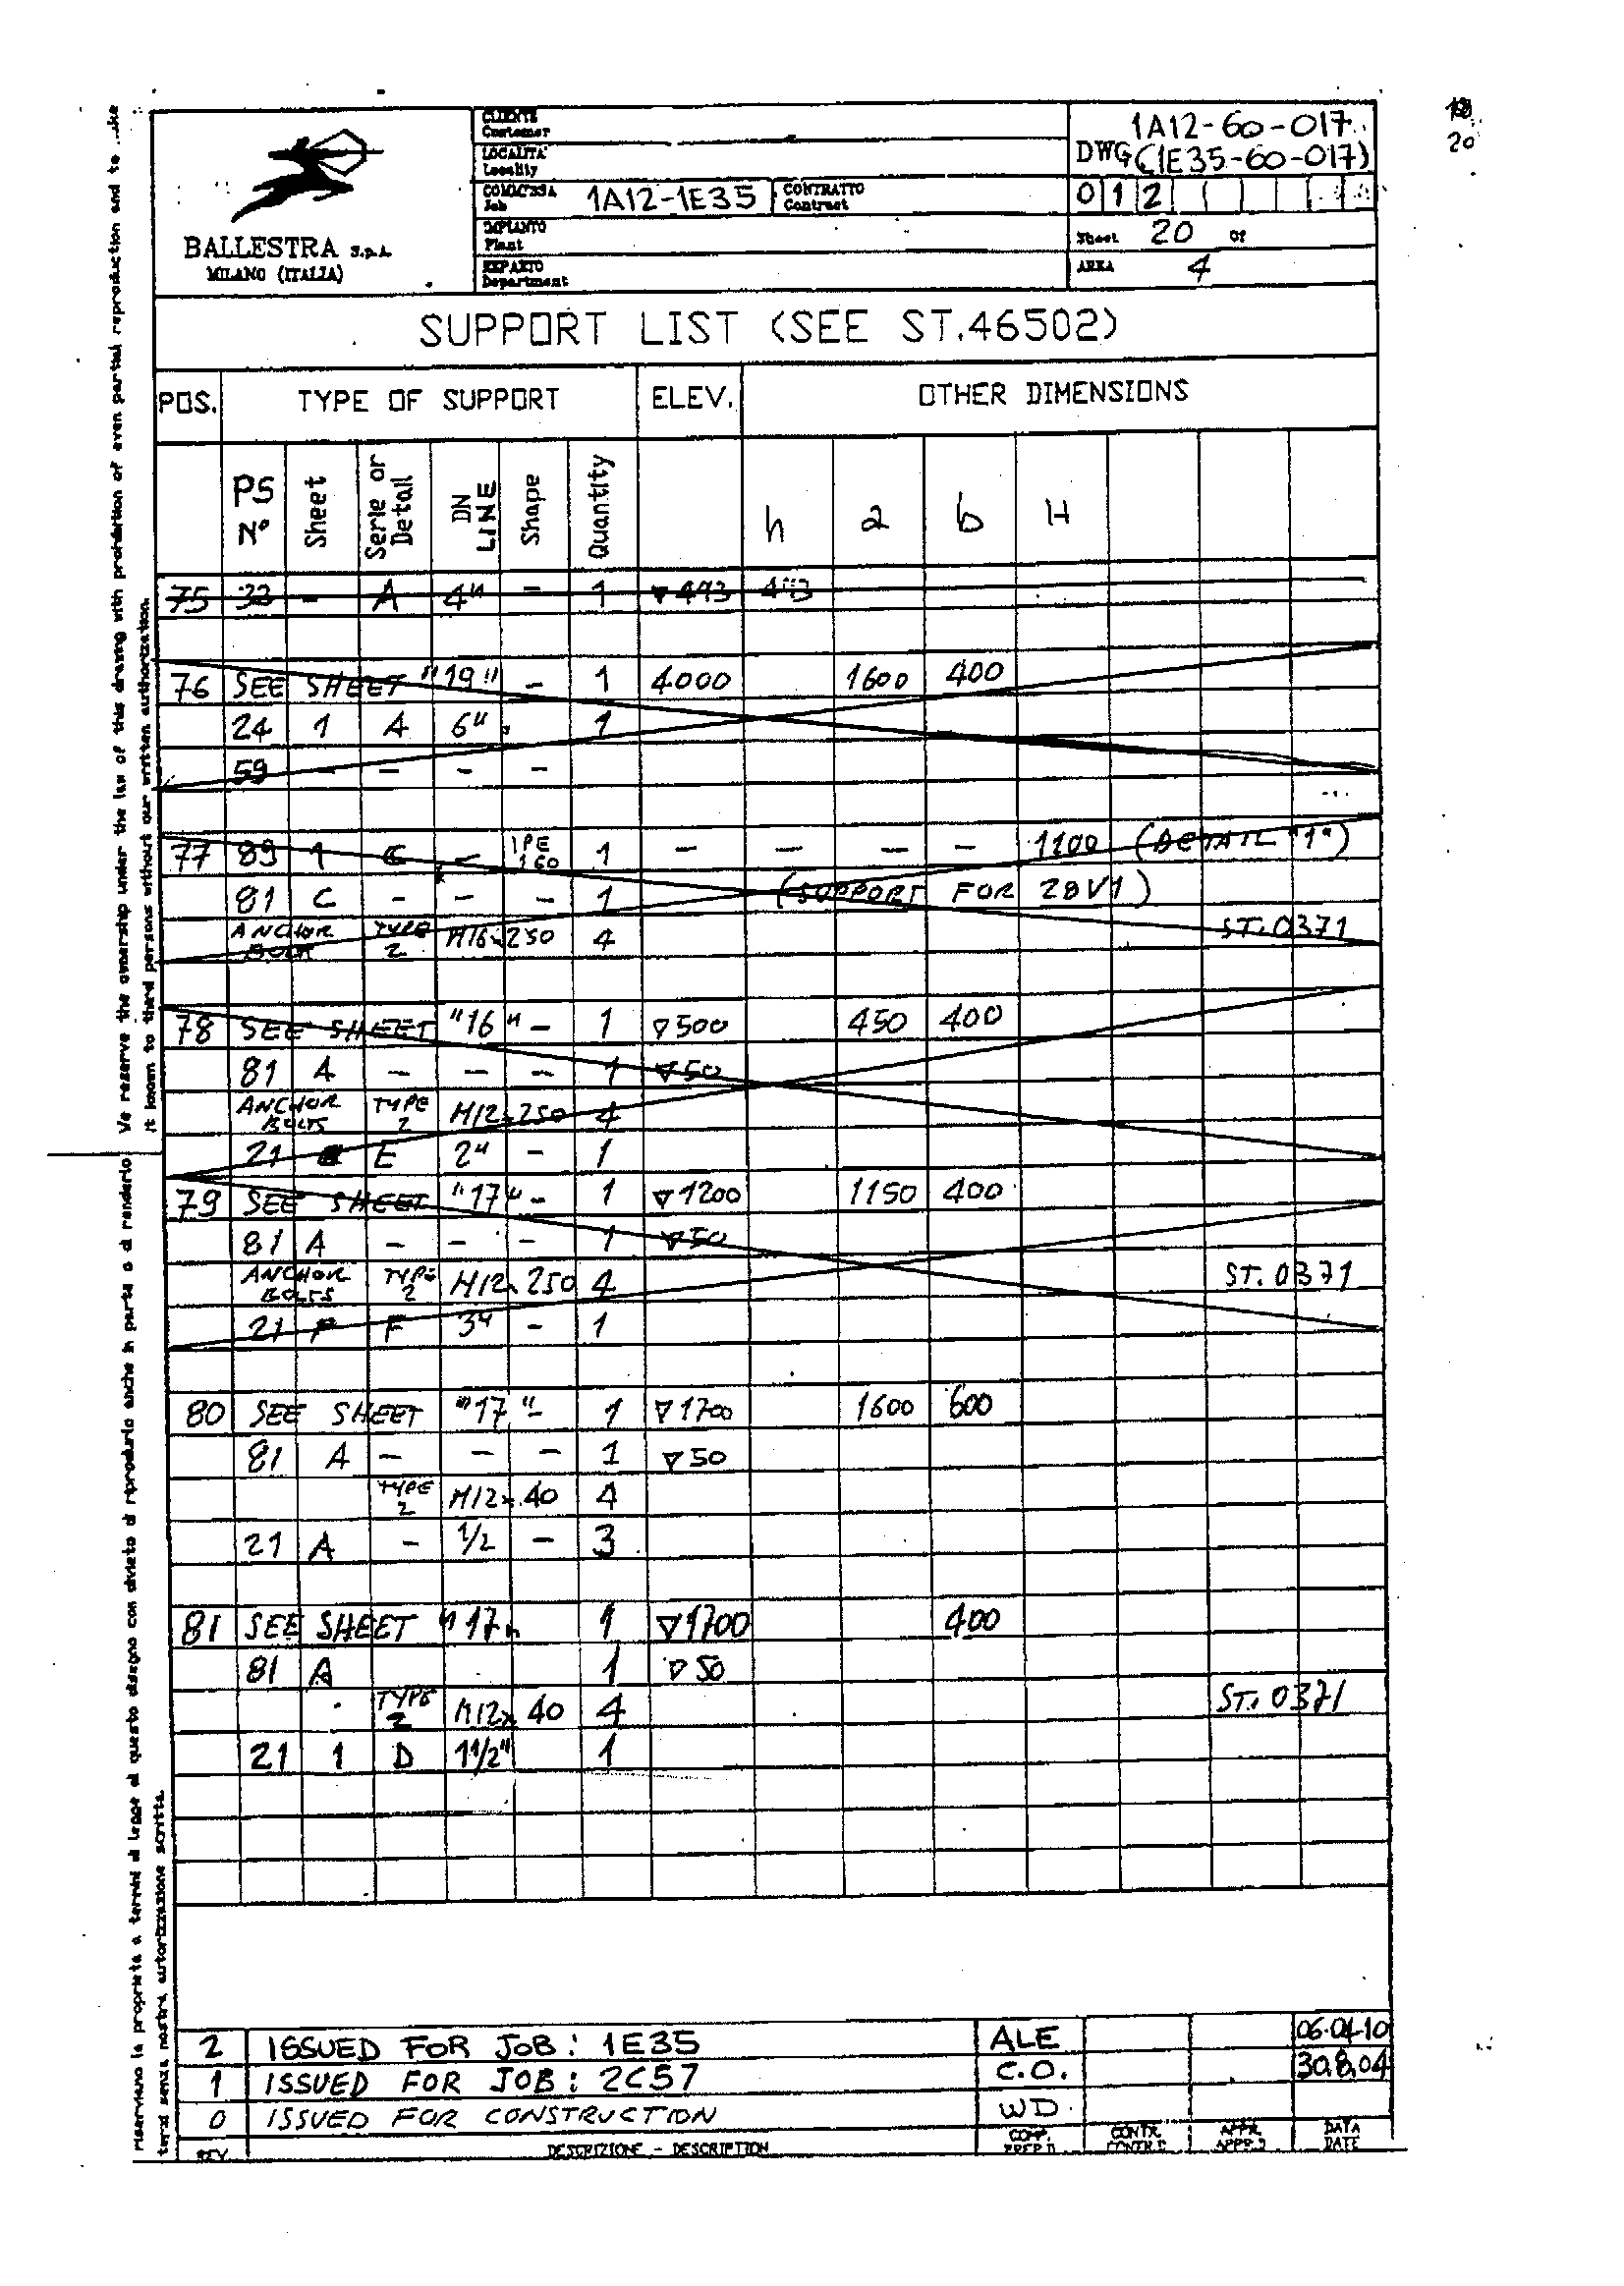 18
20
CLIENTE
Customer
1A12-60-017
DWG (1E35-60-017)
LOCALITA'
Locality
COMMESSA
Job
1A12-1E35
CONTRATTO
Contract
0 1 2
IMPIANTO
Plant
Sheet 20 Of
REPARTO
Department
AREA 4
BALLESTRA S.p.A.
MILANO (ITALIA)
SUPPORT LIST (SEE ST.46502)
POS. TYPE OF SUPPORT ELEV. OTHER DIMENSIONS
PS N° Sheet Serie or Detail DN LINE Shape Quantity h a b H
75 33 - A 4" - 1 ▽493
76 SEE SHEET "19" - 1 4000 1600 400
24 1 A 6" 1
59 - - - -
77 89 1 C - IPE 160 1 - - - - 1100 (DETAIL "1")
81 C - - - 1 (SUPPORT FOR 28V1)
ANCHOR BOLT TYPE 2 M16x250 4 ST.0371
78 SEE SHEET "16" - 1 ▽500 450 400
81 A - - - 1 ▽50
ANCHOR BOLTS TYPE 2 M12x250 4
21 E 2" - 1
79 SEE SHEET "17" - 1 ▽1200 1150 400
81 A - - - 1 ▽50
ANCHOR BOLTS TYPE 2 M12x250 4 ST.0371
21 F F 3" - 1
80 SEE SHEET "17" - 1 ▽1700 1600 600
81 A - - - 1 ▽50
TYPE 2 M12x40 4
21 A - 1/2 - 3
81 SEE SHEET "17" 1 ▽1700 400
81 A 1 ▽50
TYPE 2 M12x40 4 ST.0371
21 1 D 1 1/2" 1
2 ISSUED FOR JOB: 1E35 ALE 06.04.10
1 ISSUED FOR JOB: 2C57 C.O. 30.8.04
0 ISSUED FOR CONSTRUCTION WD
REV. DESCRIZIONE - DESCRIPTION COMP. PREP'D CONTR. CONTR'D APPR. APPR'D DATA DATE
We reserve the ownership under the law of this drawing with prohibition of even partial reproduction and to
it known to third persons without our written authorization.
riserviamo la proprieta a termini di legge di questo disegno con divieto di riprodurlo anche in parte o di renderlo
terzi senza nostra autorizzazione scritta.